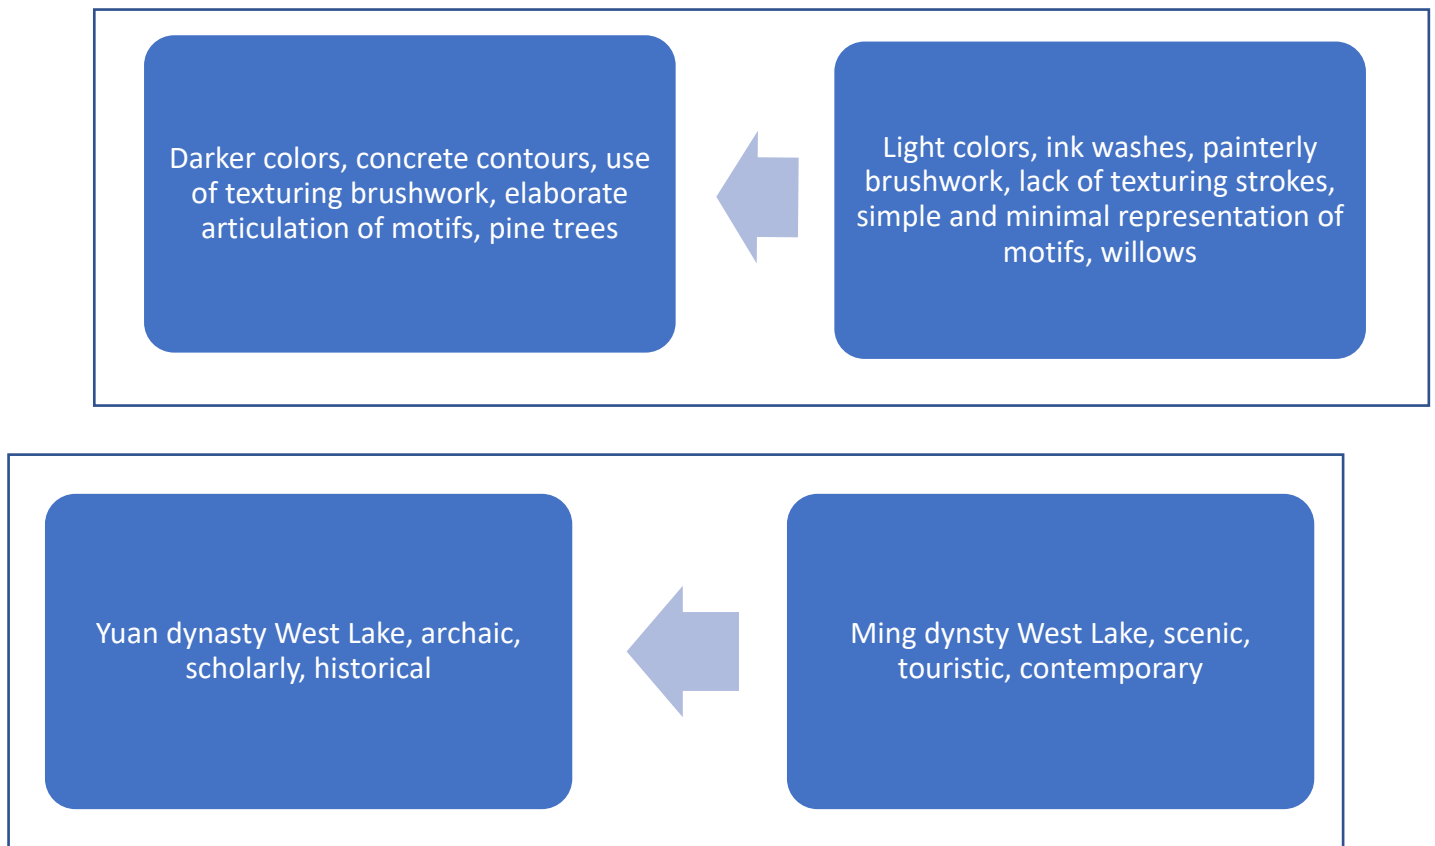 Darker colors, concrete contours, use
of texturing brushwork, elaborate
articulation of motifs, pine trees
Light colors, ink washes, painterly
brushwork, lack of texturing strokes,
simple and minimal representation of
motifs, willows
Yuan dynasty West Lake, archaic,
scholarly, historical
Ming dynsty West Lake, scenic,
touristic, contemporary